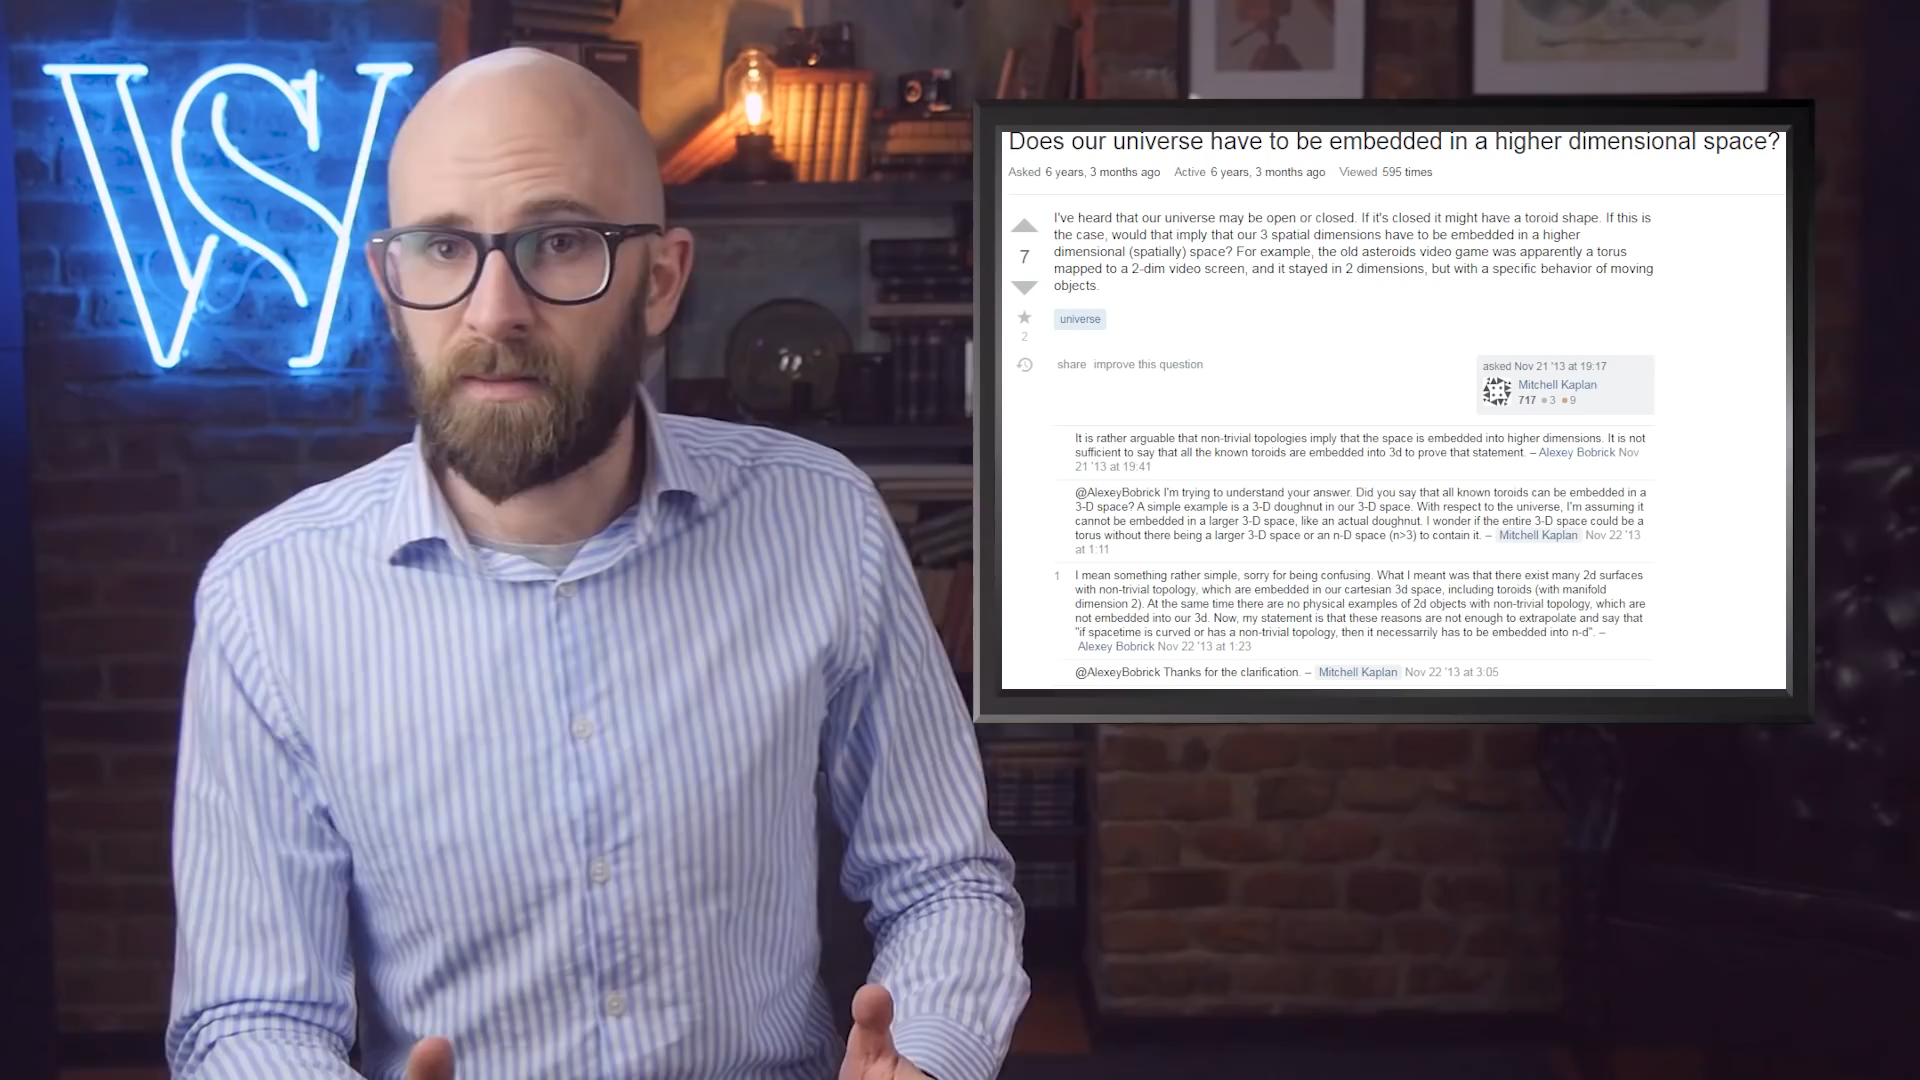 VS
Does our universe have to be embedded in a higher dimensional space?
Asked 6 years, 3 months ago Active 6 years, 3 months ago Viewed 595 times
I've heard that our universe may be open or closed. If it's closed it might have a toroid shape. If this is
the case, would that imply that our 3 spatial dimensions have to be embedded in a higher
dimensional (spatially) space? For example, the old asteroids video game was apparently a torus
mapped to a 2-dim video screen, and it stayed in 2 dimensions, but with a specific behavior of moving
objects.
7
2
universe
share improve this question
asked Nov 21 '13 at 19:17
Mitchell Kaplan
717 3 9
It is rather arguable that non-trivial topologies imply that the space is embedded into higher dimensions. It is not
sufficient to say that all the known toroids are embedded into 3d to prove that statement. – Alexey Bobrick Nov
21 '13 at 19:41
@AlexeyBobrick I'm trying to understand your answer. Did you say that all known toroids can be embedded in a
3-D space? A simple example is a 3-D doughnut in our 3-D space. With respect to the universe, I'm assuming it
cannot be embedded in a larger 3-D space, like an actual doughnut. I wonder if the entire 3-D space could be a
torus without there being a larger 3-D space or an n-D space (n>3) to contain it. – Mitchell Kaplan Nov 22 '13
at 1:11
1 I mean something rather simple, sorry for being confusing. What I meant was that there exist many 2d surfaces
with non-trivial topology, which are embedded in our cartesian 3d space, including toroids (with manifold
dimension 2). At the same time there are no physical examples of 2d objects with non-trivial topology, which are
not embedded into our 3d. Now, my statement is that these reasons are not enough to extrapolate and say that
"if spacetime is curved or has a non-trivial topology, then it necessarrily has to be embedded into n-d". –
Alexey Bobrick Nov 22 '13 at 1:23
@AlexeyBobrick Thanks for the clarification. – Mitchell Kaplan Nov 22 '13 at 3:05